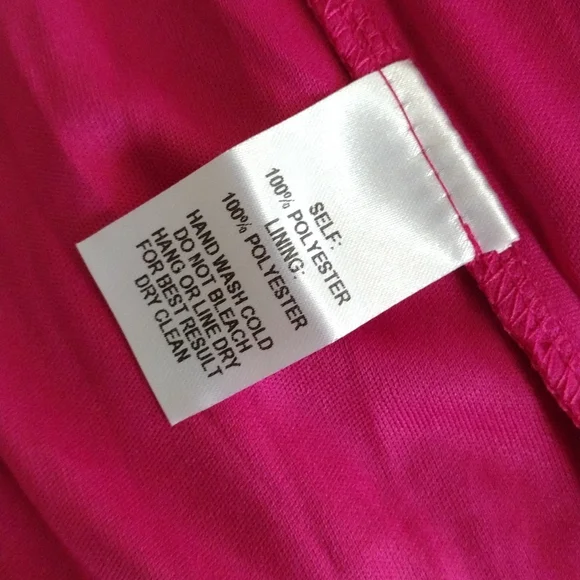 SELF:
100% POLYESTER
LINING:
100% POLYESTER
HAND WASH COLD
DO NOT BLEACH
HANG OR LINE DRY
FOR BEST RESULT
DRY CLEAN